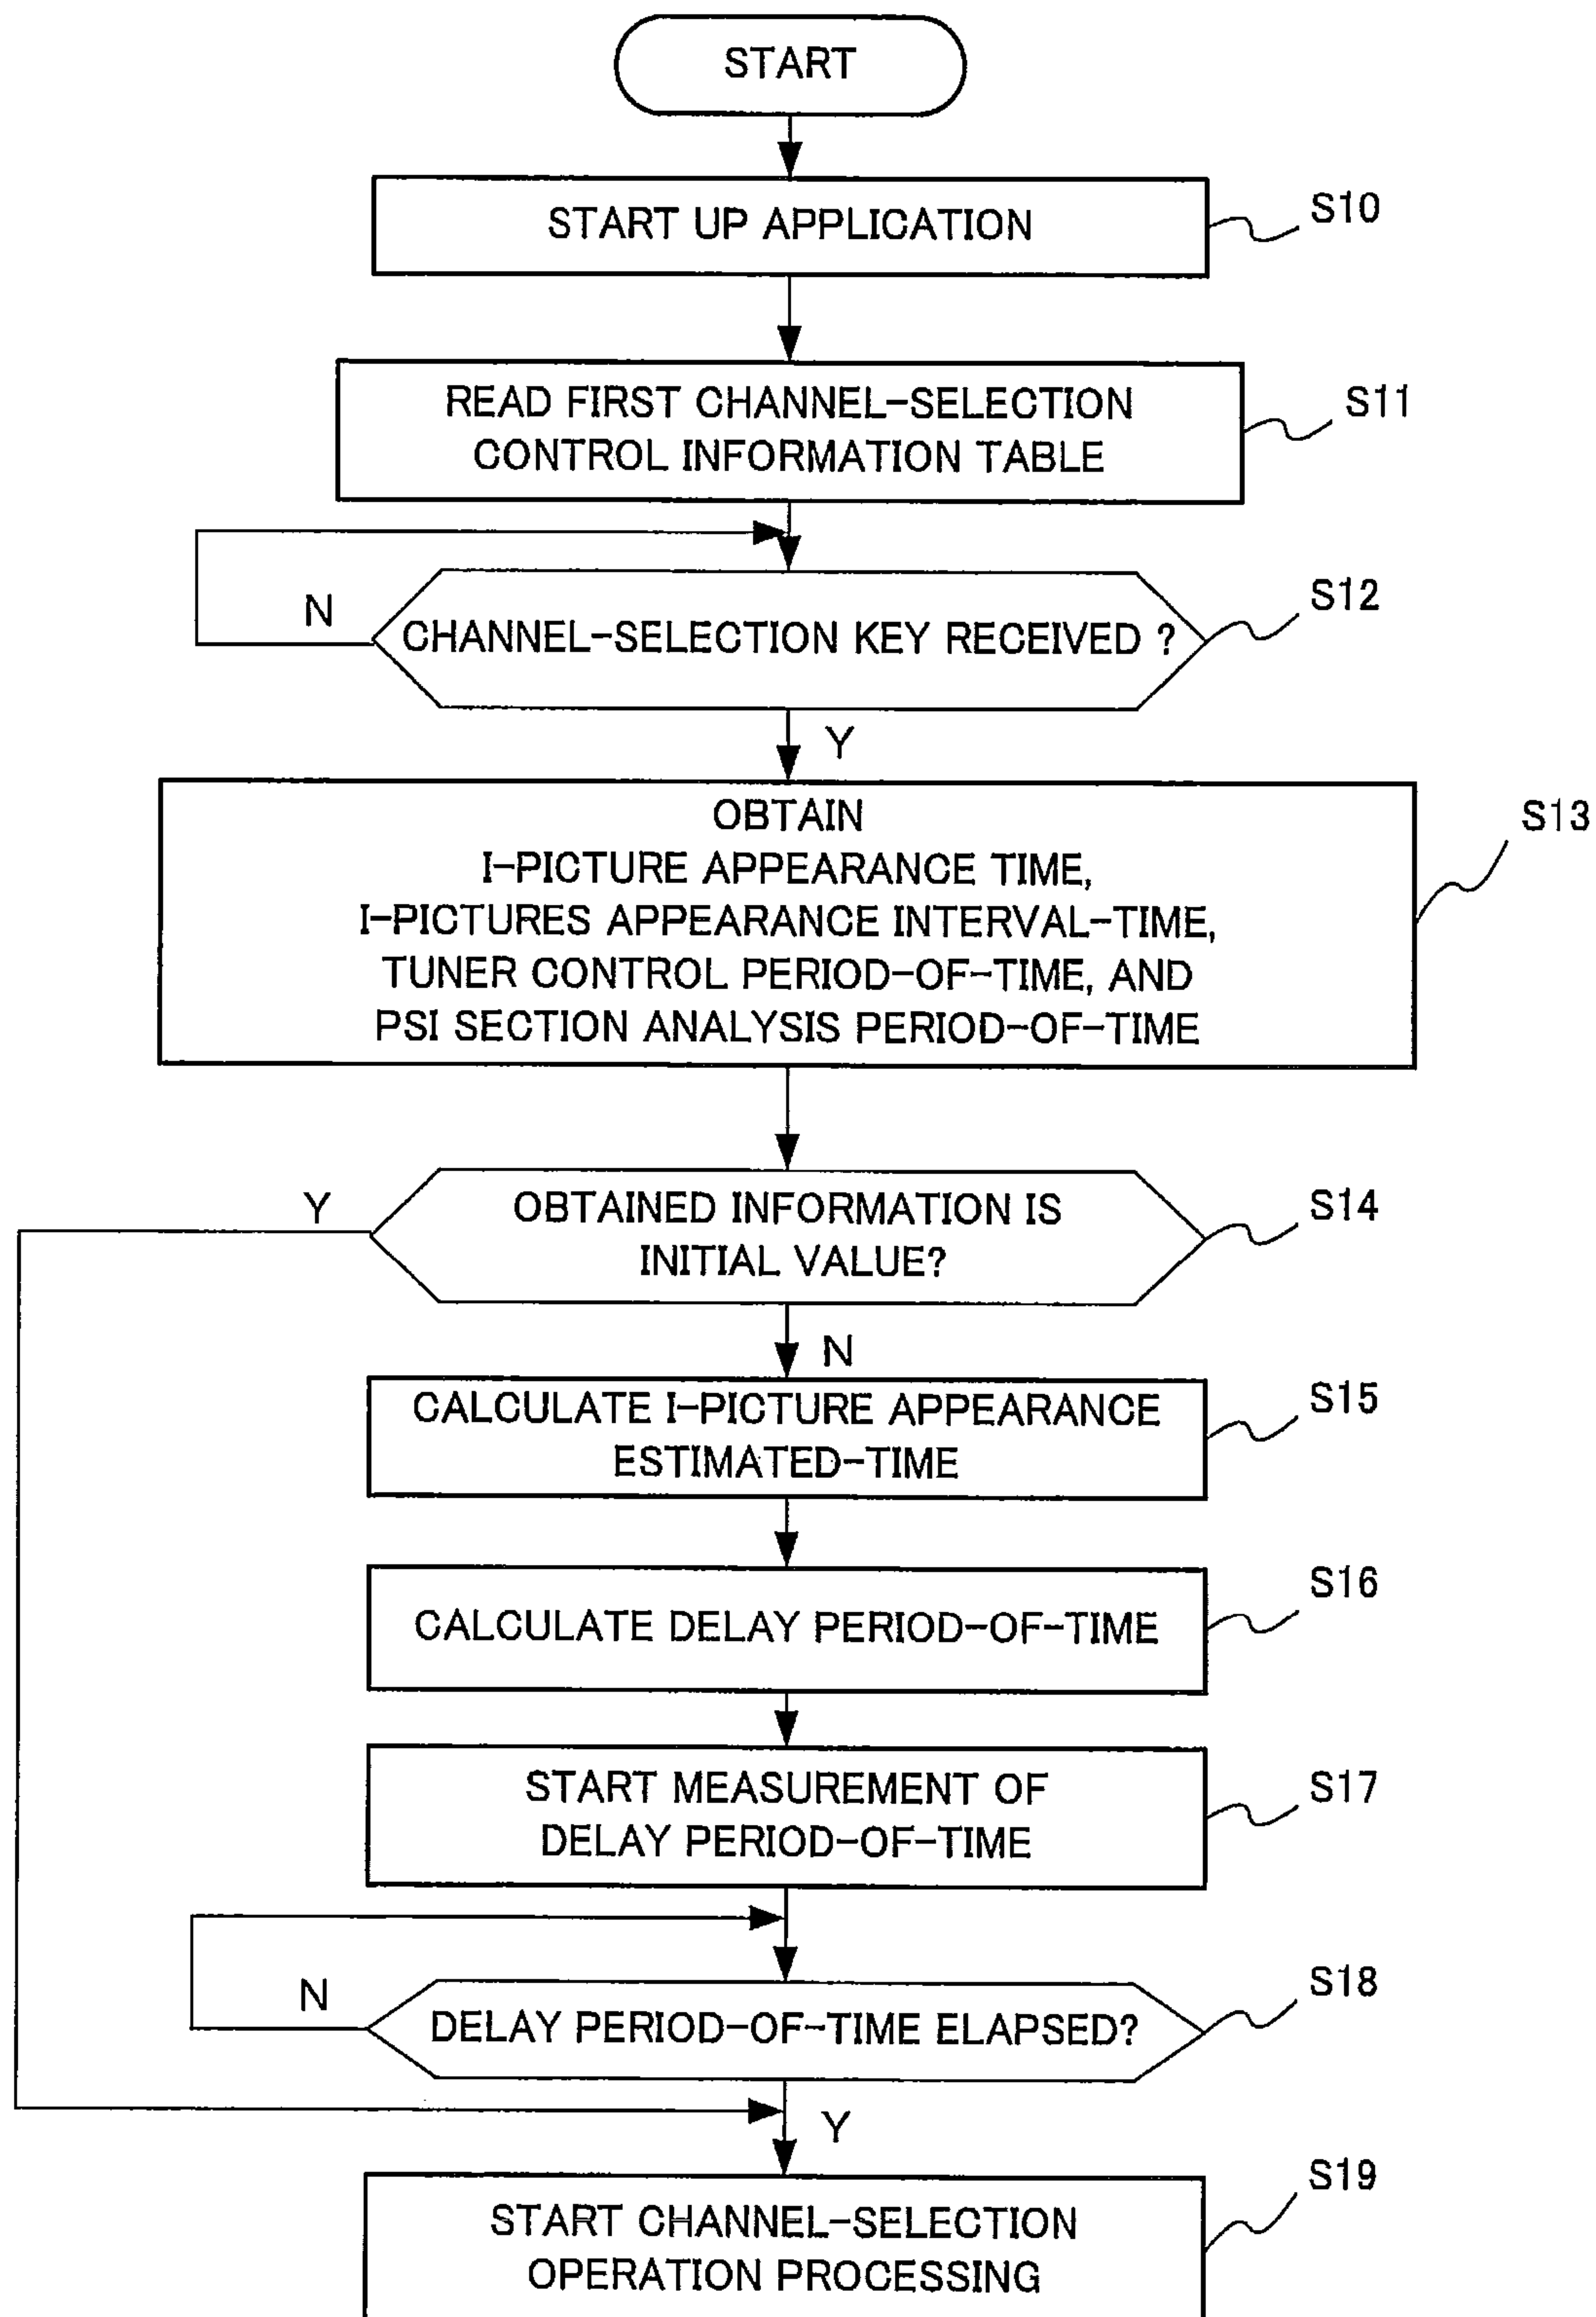 START
START UP APPLICATION
S10
READ FIRST CHANNEL-SELECTION
CONTROL INFORMATION TABLE
S11
N
CHANNEL-SELECTION KEY RECEIVED ?
S12
Y
OBTAIN
I-PICTURE APPEARANCE TIME,
I-PICTURES APPEARANCE INTERVAL-TIME,
TUNER CONTROL PERIOD-OF-TIME, AND
PSI SECTION ANALYSIS PERIOD-OF-TIME
S13
Y
OBTAINED INFORMATION IS
INITIAL VALUE?
S14
N
CALCULATE I-PICTURE APPEARANCE
ESTIMATED-TIME
S15
CALCULATE DELAY PERIOD-OF-TIME
S16
START MEASUREMENT OF
DELAY PERIOD-OF-TIME
S17
N
DELAY PERIOD-OF-TIME ELAPSED?
S18
Y
START CHANNEL-SELECTION
OPERATION PROCESSING
S19